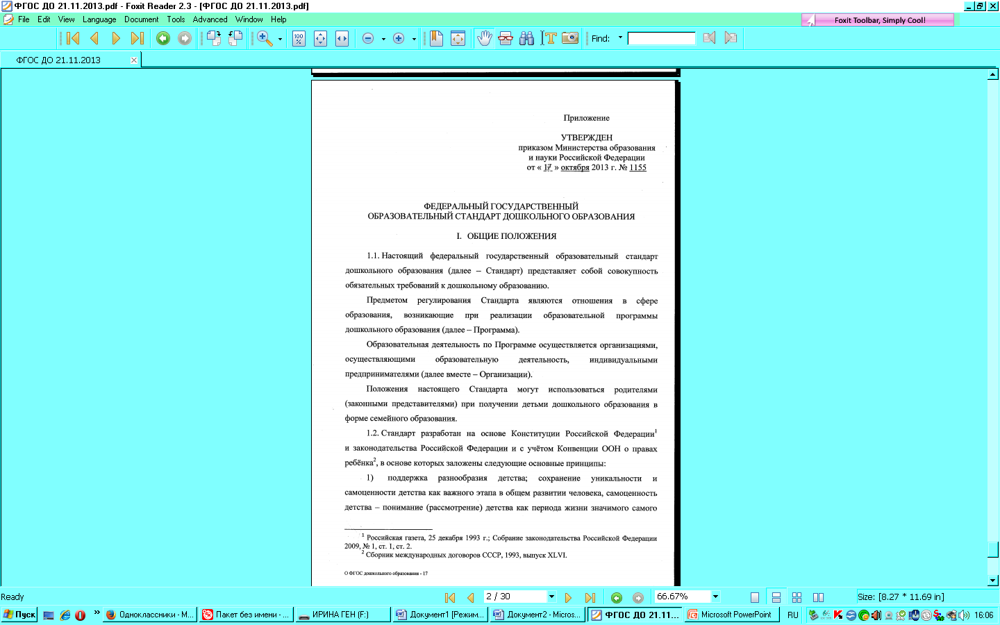 ФГОС ДО 21.11.2013.pdf - Foxit Reader 2.3 - [ФГОС ДО 21.11.2013.pdf]
File Edit View Language Document Tools Advanced Window Help
Foxit Toolbar, Simply Cool!
Find:
ФГОС ДО 21.11.2013
Приложение
УТВЕРЖДЕН
приказом Министерства образования
и науки Российской Федерации
от « 17 » октября 2013 г. № 1155
ФЕДЕРАЛЬНЫЙ ГОСУДАРСТВЕННЫЙ
ОБРАЗОВАТЕЛЬНЫЙ СТАНДАРТ ДОШКОЛЬНОГО ОБРАЗОВАНИЯ
I. ОБЩИЕ ПОЛОЖЕНИЯ
1.1. Настоящий федеральный государственный образовательный стандарт
дошкольного образования (далее – Стандарт) представляет собой совокупность
обязательных требований к дошкольному образованию.
Предметом регулирования Стандарта являются отношения в сфере
образования, возникающие при реализации образовательной программы
дошкольного образования (далее – Программа).
Образовательная деятельность по Программе осуществляется организациями,
осуществляющими образовательную деятельность, индивидуальными
предпринимателями (далее вместе – Организации).
Положения настоящего Стандарта могут использоваться родителями
(законными представителями) при получении детьми дошкольного образования в
форме семейного образования.
1.2. Стандарт разработан на основе Конституции Российской Федерации1
и законодательства Российской Федерации и с учётом Конвенции ООН о правах
ребёнка2, в основе которых заложены следующие основные принципы:
1) поддержка разнообразия детства; сохранение уникальности и
самоценности детства как важного этапа в общем развитии человека, самоценность
детства – понимание (рассмотрение) детства как периода жизни значимого самого
1 Российская газета, 25 декабря 1993 г.; Собрание законодательства Российской Федерации
2009, № 1, ст. 1, ст. 2.
2 Сборник международных договоров СССР, 1993, выпуск XLVI.
О ФГОС дошкольного образования - 17
Ready 2 / 30 66.67% Size: [8.27 * 11.69 in]
Пуск » Одноклассники - M... Пакет без имени - ... ИРИНА ГЕН (F:) Документ1 [Режим... Документ2 - Micros... ФГОС ДО 21.11.... Microsoft PowerPoint RU 16:06